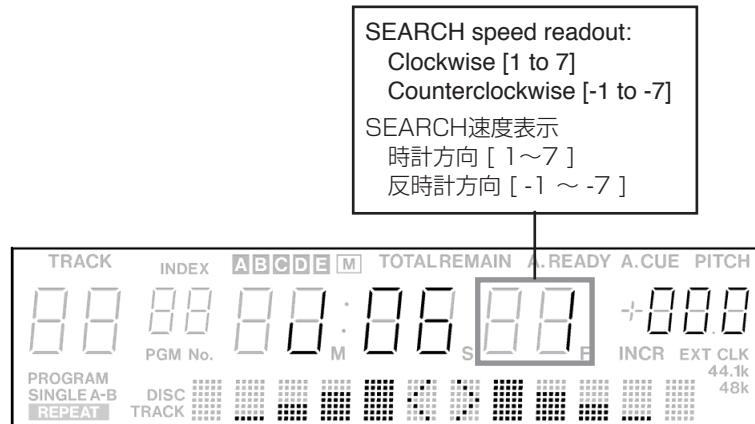 SEARCH speed readout:
Clockwise [1 to 7]
Counterclockwise [-1 to -7]
SEARCH速度表示
時計方向 [ 1～7 ]
反時計方向 [ -1 ～ -7 ]
TRACK INDEX A B C D E M TOTAL REMAIN A.READY A.CUE PITCH
J:06 1 00.0
PGM No. M S F INCR EXT CLK
44.1k
48k
PROGRAM
SINGLE A-B DISC
REPEAT TRACK